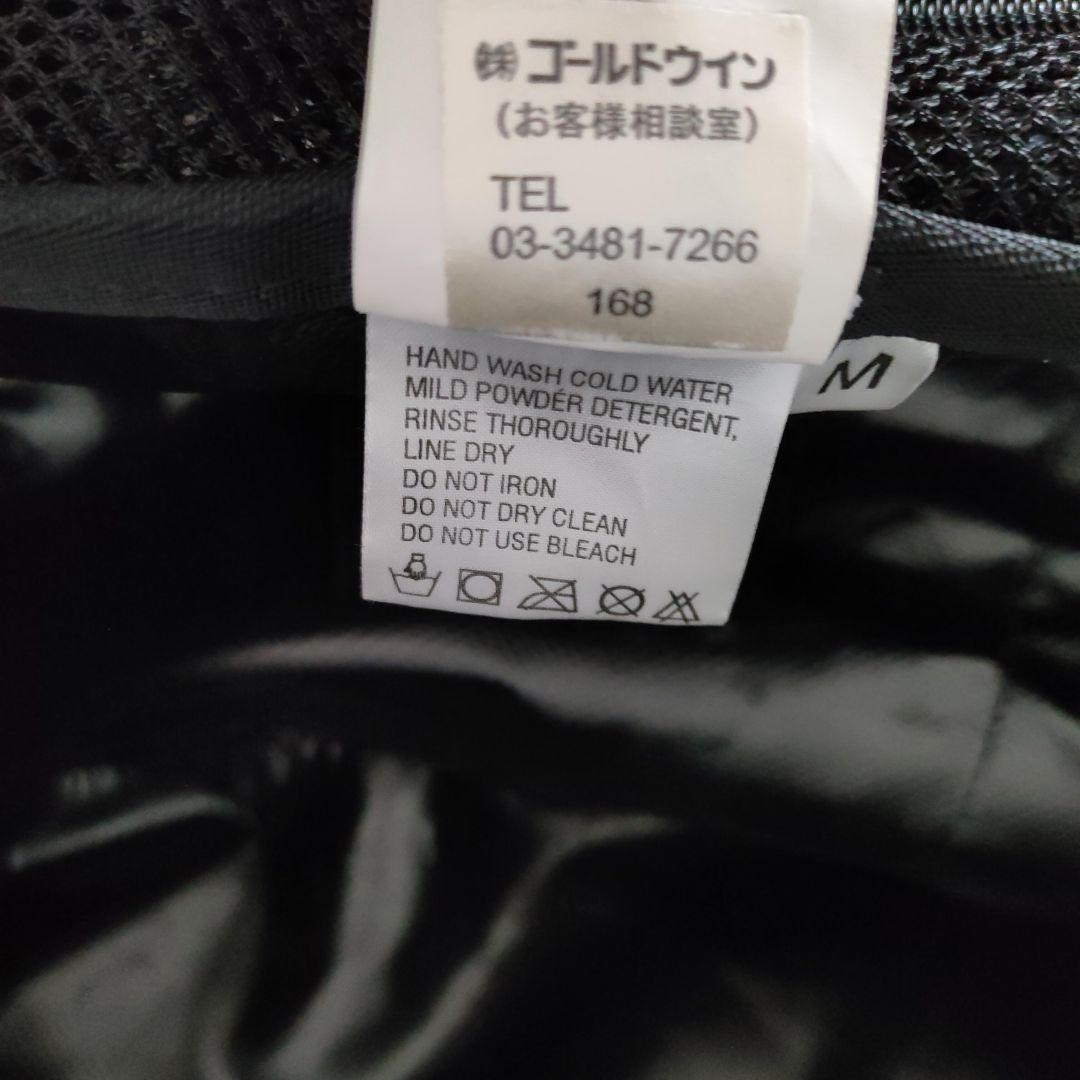 ㈱ゴールドウイン
(お客様相談室)
TEL
03-3481-7266
168
M
HAND WASH COLD WATER
MILD POWDÉR DETERGENT,
RINSE THOROUGHLY
LINE DRY
DO NOT IRON
DO NOT DRY CLEAN
DO NOT USE BLEACH